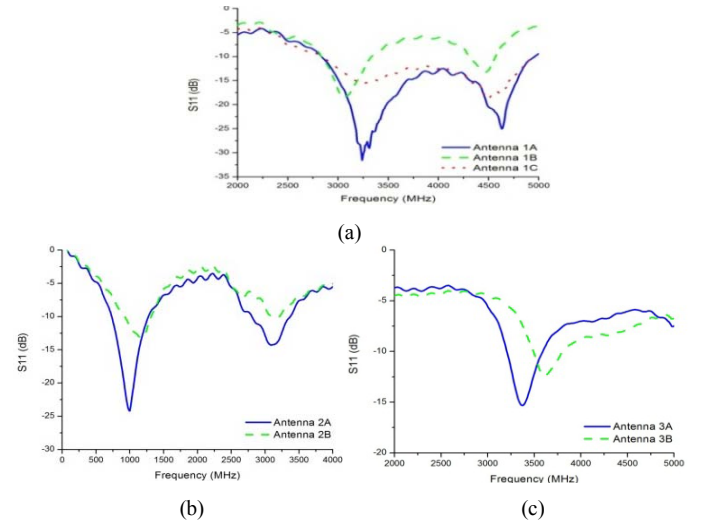 0
-5
-10
-15
-20
-25
-30
-35
S11 (dB)
Antenna 1A
Antenna 1B
Antenna 1C
2000 2500 3000 3500 4000 4500 5000
Frequency (MHz)
(a)
0
-5
-10
-15
-20
-25
-30
S11 (dB)
Antenna 2A
Antenna 2B
0 500 1000 1500 2000 2500 3000 3500 4000
Frequency (MHz)
(b)
0
-5
-10
-15
-20
S11 (dB)
Antenna 3A
Antenna 3B
2000 2500 3000 3500 4000 4500 5000
Frequency (MHz)
(c)